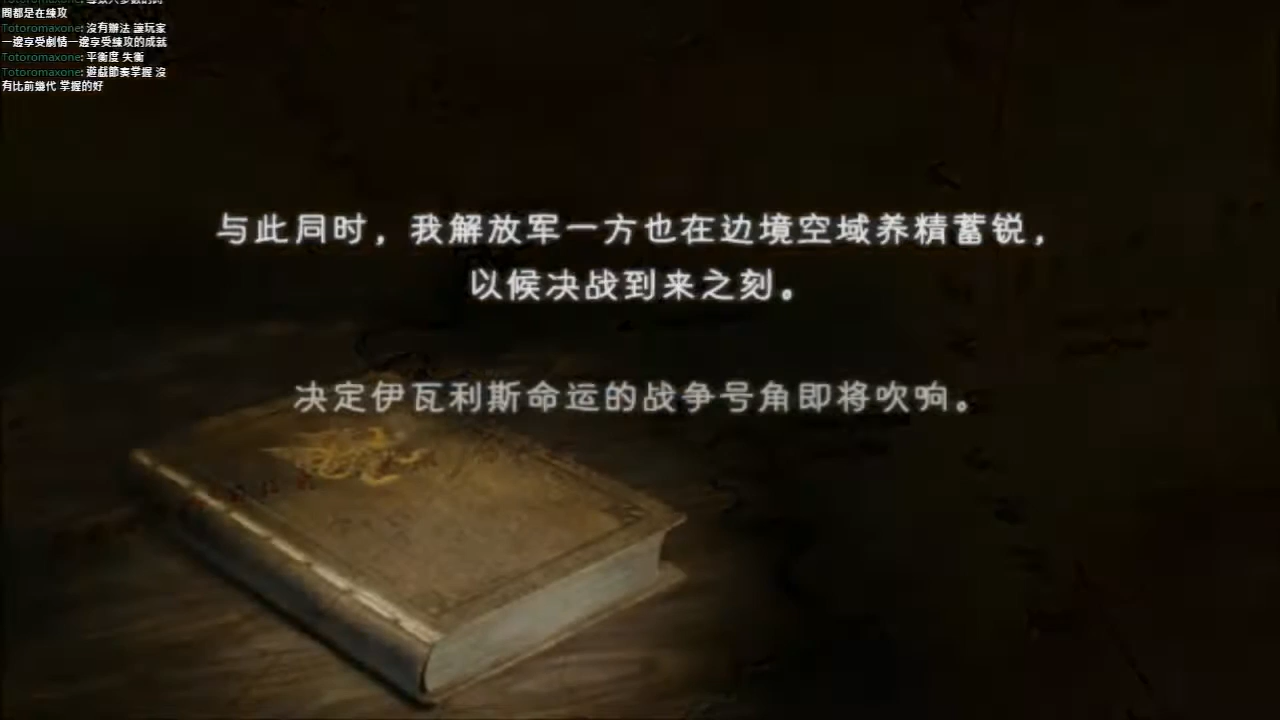 間都是在練攻
Totoromaxone: 沒有辦法 讓玩家
一邊享受劇情一邊享受練攻的成就
Totoromaxone: 平衡度 失衡
Totoromaxone: 遊戲節奏掌握 沒
有比前幾代 掌握的好
与此同时，我解放军一方也在边境空域养精蓄锐，
以候决战到来之刻。
决定伊瓦利斯命运的战争号角即将吹响。